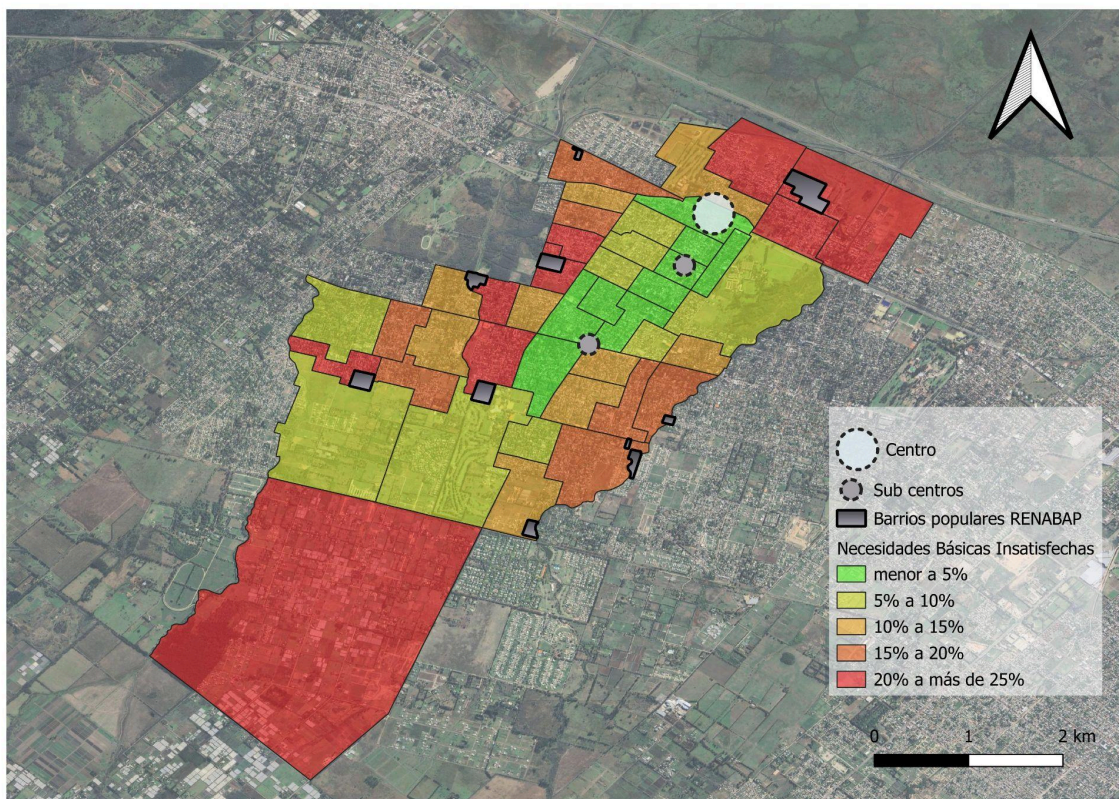 Centro
Sub centros
Barrios populares RENABAP
Necesidades Básicas Insatisfechas
menor a 5%
5% a 10%
10% a 15%
15% a 20%
20% a más de 25%
0 1 2 km